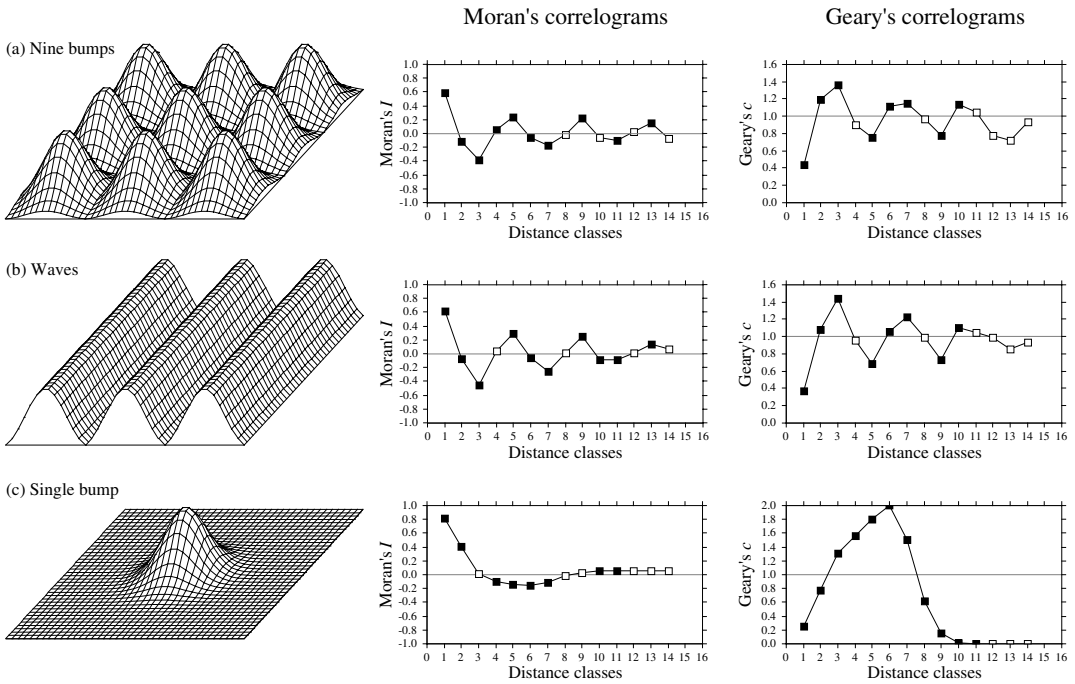 Moran's correlograms
Geary's correlograms
(a) Nine bumps
1.0
0.8
0.6
0.4
0.2
0.0
-0.2
-0.4
-0.6
-0.8
-1.0
Moran's I
0 1 2 3 4 5 6 7 8 9 10 11 12 13 14 15 16
Distance classes
1.6
1.4
1.2
1.0
0.8
0.6
0.4
0.2
0.0
Geary's c
0 1 2 3 4 5 6 7 8 9 10 11 12 13 14 15 16
Distance classes
(b) Waves
1.0
0.8
0.6
0.4
0.2
0.0
-0.2
-0.4
-0.6
-0.8
-1.0
Moran's I
0 1 2 3 4 5 6 7 8 9 10 11 12 13 14 15 16
Distance classes
1.6
1.4
1.2
1.0
0.8
0.6
0.4
0.2
0.0
Geary's c
0 1 2 3 4 5 6 7 8 9 10 11 12 13 14 15 16
Distance classes
(c) Single bump
1.0
0.8
0.6
0.4
0.2
0.0
-0.2
-0.4
-0.6
-0.8
-1.0
Moran's I
0 1 2 3 4 5 6 7 8 9 10 11 12 13 14 15 16
Distance classes
2.0
1.8
1.6
1.4
1.2
1.0
0.8
0.6
0.4
0.2
0.0
Geary's c
0 1 2 3 4 5 6 7 8 9 10 11 12 13 14 15 16
Distance classes